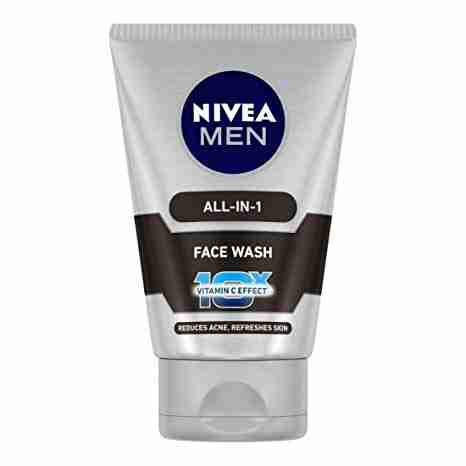 NIVEA
MEN
ALL-IN-1
FACE WASH
10X
VITAMIN C EFFECT
REDUCES ACNE, REFRESHES SKIN